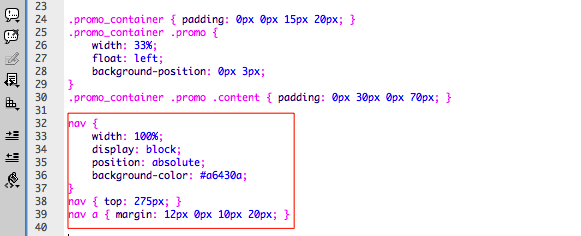 23
24 .promo_container { padding: 0px 0px 15px 20px; }
25 .promo_container .promo {
26 width: 33%;
27 float: left;
28 background-position: 0px 3px;
29 }
30 .promo_container .promo .content { padding: 0px 30px 0px 70px; }
31
32 nav {
33 width: 100%;
34 display: block;
35 position: absolute;
36 background-color: #a6430a;
37 }
38 nav { top: 275px; }
39 nav a { margin: 12px 0px 10px 20px; }
40